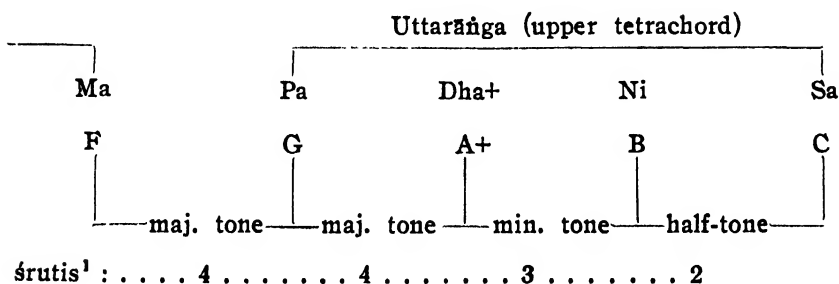 Uttarāṅga (upper tetrachord)
Ma Pa Dha+ Ni Sa
F G A+ B C
maj. tone maj. tone min. tone half-tone
śrutis¹ : . . . . 4 . . . . . . . 4 . . . . . . . 3 . . . . . . . 2